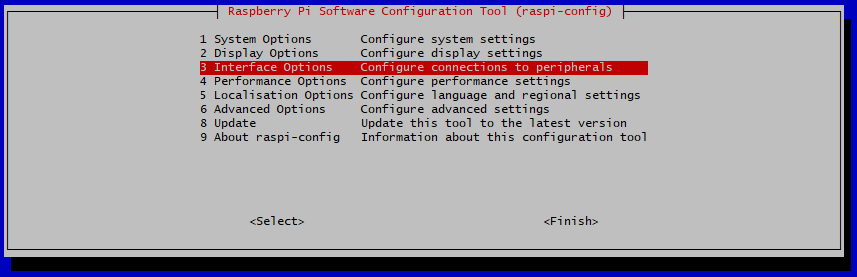 Raspberry Pi Software Configuration Tool (raspi-config)
1 System Options Configure system settings
2 Display Options Configure display settings
3 Interface Options Configure connections to peripherals
4 Performance Options Configure performance settings
5 Localisation Options Configure language and regional settings
6 Advanced Options Configure advanced settings
8 Update Update this tool to the latest version
9 About raspi-config Information about this configuration tool
<Select> <Finish>